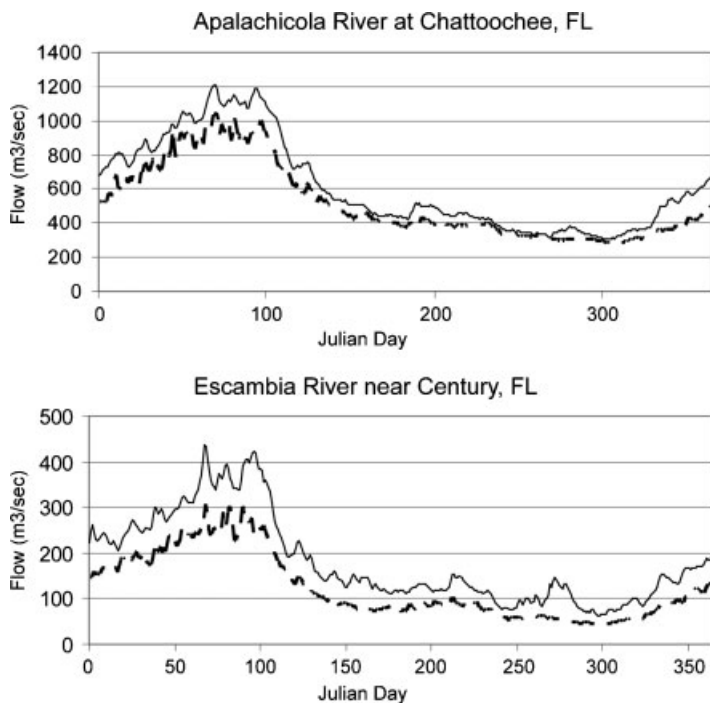 Apalachicola River at Chattoochee, FL
Flow (m3/sec)
1400
1200
1000
800
600
400
200
0
0 100 200 300
Julian Day
Escambia River near Century, FL
Flow (m3/sec)
500
400
300
200
100
0
0 50 100 150 200 250 300 350
Julian Day